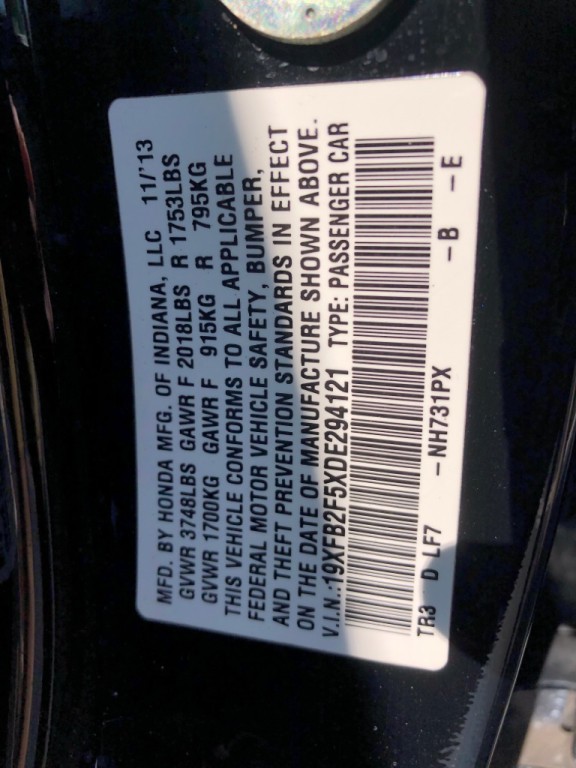 MFD. BY HONDA MFG. OF INDIANA, LLC 11/'13
GVWR 3748LBS GAWR F 2018LBS R 1753LBS
GVWR 1700KG GAWR F 915KG R 795KG
THIS VEHICLE CONFORMS TO ALL APPLICABLE
FEDERAL MOTOR VEHICLE SAFETY, BUMPER,
AND THEFT PREVENTION STANDARDS IN EFFECT
ON THE DATE OF MANUFACTURE SHOWN ABOVE.
V.I.N.:19XFB2F5XDE294121 TYPE: PASSENGER CAR
TR3 D LF7 -NH731PX -B -E